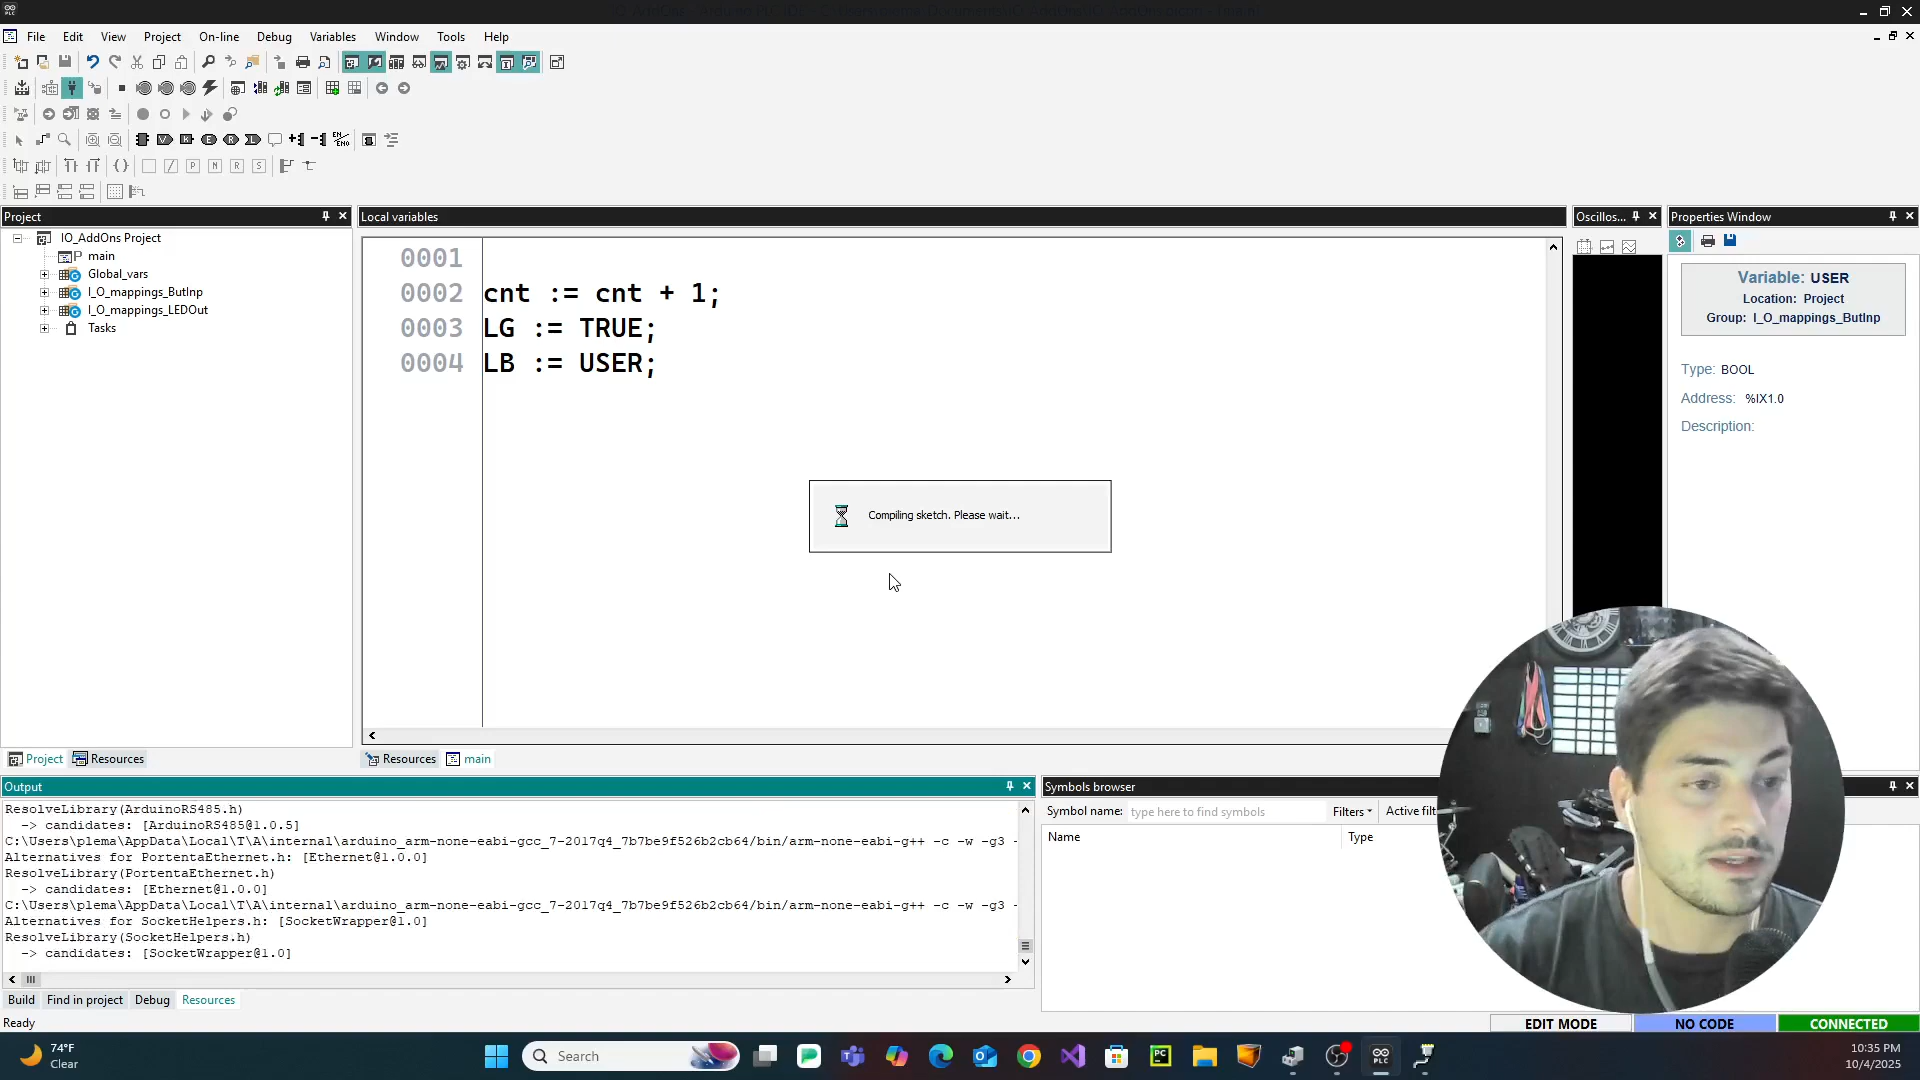 File Edit View Project On-line Debug Variables Window Tools Help
Project
IO_AddOns Project
main
Global_vars
I_O_mappings_ButInp
I_O_mappings_LEDOut
Tasks
Project Resources
Local variables
0001
0002 cnt := cnt + 1;
0003 LG := TRUE;
0004 LB := USER;
Compiling sketch. Please wait...
Resources main
Oscillos...
Properties Window
Variable: USER
Location: Project
Group: I_O_mappings_ButInp
Type: BOOL
Address: %IX1.0
Description:
Output
ResolveLibrary(ArduinoRS485.h)
-> candidates: [ArduinoRS485@1.0.5]
C:\Users\plema\AppData\Local\T\A\internal\arduino_arm-none-eabi-gcc_7-2017q4_7b7be9f526b2cb64/bin/arm-none-eabi-g++ -c -w -g3 -
Alternatives for PortentaEthernet.h: [Ethernet@1.0.0]
ResolveLibrary(PortentaEthernet.h)
-> candidates: [Ethernet@1.0.0]
C:\Users\plema\AppData\Local\T\A\internal\arduino_arm-none-eabi-gcc_7-2017q4_7b7be9f526b2cb64/bin/arm-none-eabi-g++ -c -w -g3 -
Alternatives for SocketHelpers.h: [SocketWrapper@1.0]
ResolveLibrary(SocketHelpers.h)
-> candidates: [SocketWrapper@1.0]
Build Find in project Debug Resources
Symbols browser
Symbol name: type here to find symbols Filters Active filt
Name Type
Ready
EDIT MODE NO CODE CONNECTED
74°F
Clear
Search
10:35 PM
10/4/2025